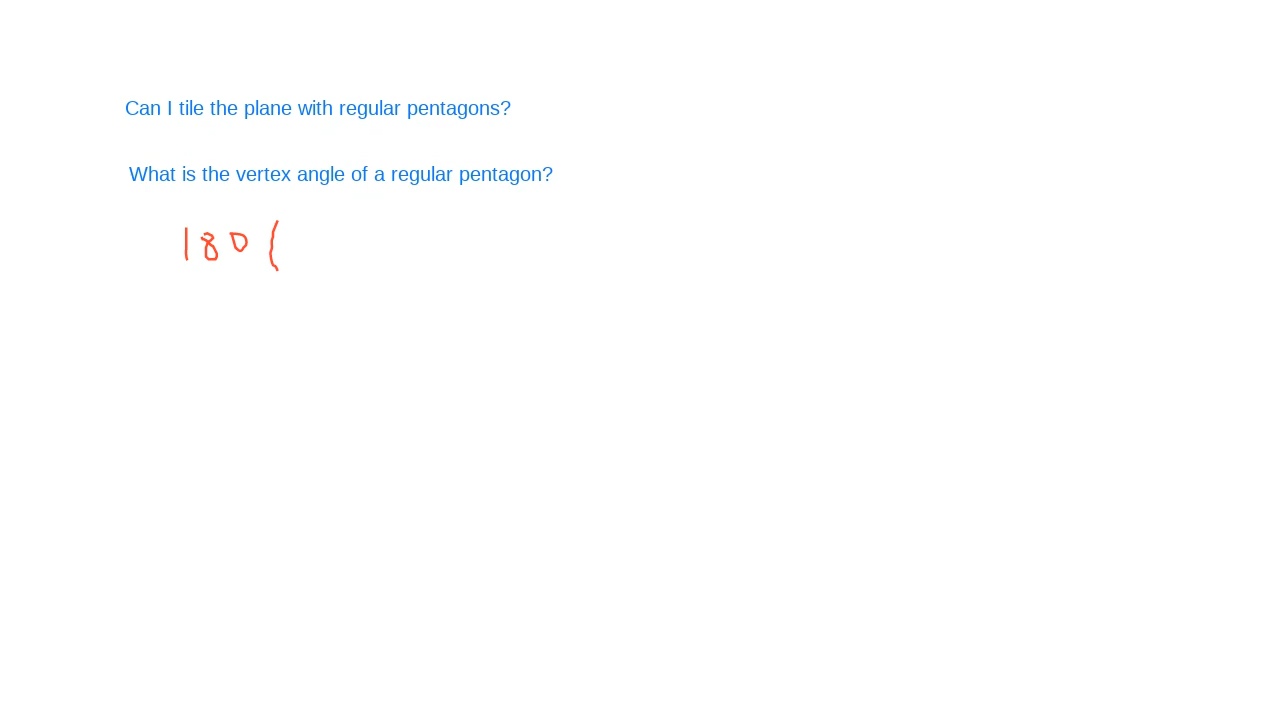 Can I tile the plane with regular pentagons?
What is the vertex angle of a regular pentagon?
180 (